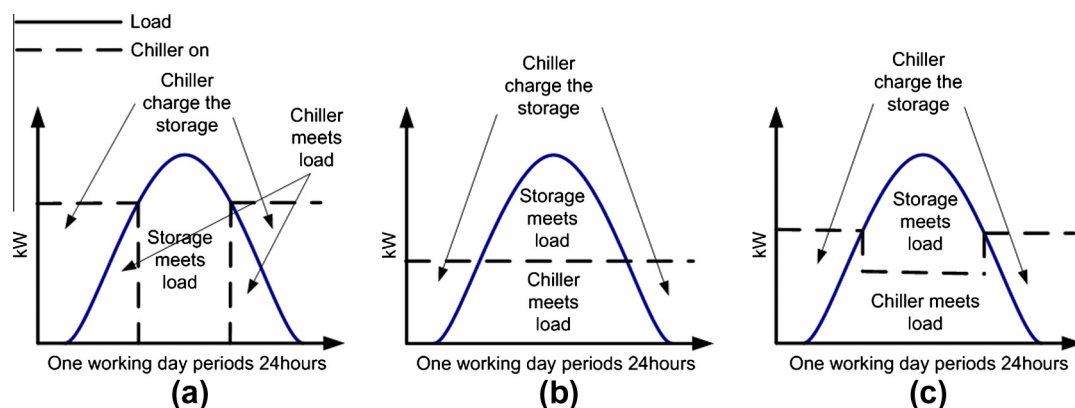 Load
Chiller on
Chiller
charge the
storage
Chiller
meets
load
Storage
meets
load
kW
One working day periods 24hours
(a)
Chiller
charge the
storage
Storage
meets
load
Chiller
meets
load
kW
One working day periods 24hours
(b)
Chiller
charge the
storage
Storage
meets
load
Chiller meets
load
kW
One working day periods 24hours
(c)